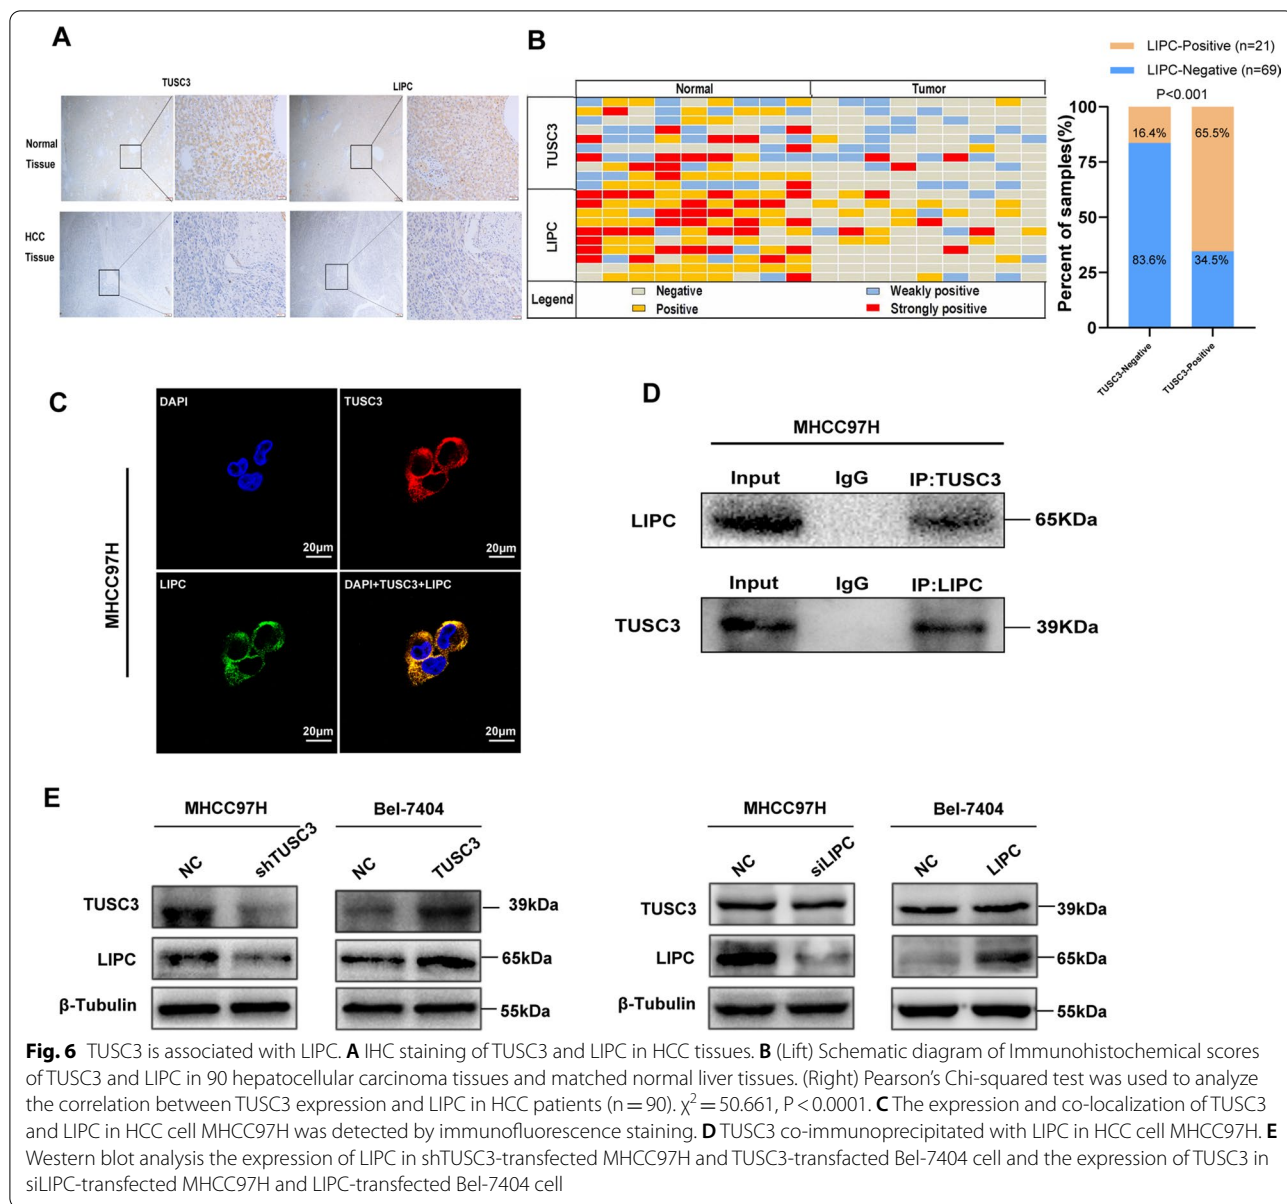 A
TUSC3
LIPC
Normal
Tissue
HCC
Tissue
B
Normal
Tumor
TUSC3
LIPC
Legend
Negative
Weakly positive
Positive
Strongly positive
LIPC-Positive (n=21)
LIPC-Negative (n=69)
P<0.001
Percent of samples(%)
100
75
50
25
0
16.4%
65.5%
83.6%
34.5%
TUSC3-Negative
TUSC3-Positive
C
MHCC97H
DAPI
TUSC3
20μm
20μm
LIPC
DAPI+TUSC3+LIPC
20μm
20μm
D
MHCC97H
Input IgG IP:TUSC3
LIPC
65KDa
Input IgG IP:LIPC
TUSC3
39KDa
E
MHCC97H
Bel-7404
NC shTUSC3
NC TUSC3
TUSC3
39kDa
LIPC
65kDa
β-Tubulin
55kDa
MHCC97H
Bel-7404
NC siLIPC
NC LIPC
TUSC3
39kDa
LIPC
65kDa
β-Tubulin
55kDa
Fig. 6 TUSC3 is associated with LIPC. A IHC staining of TUSC3 and LIPC in HCC tissues. B (Lift) Schematic diagram of Immunohistochemical scores
of TUSC3 and LIPC in 90 hepatocellular carcinoma tissues and matched normal liver tissues. (Right) Pearson's Chi-squared test was used to analyze
the correlation between TUSC3 expression and LIPC in HCC patients (n = 90). χ² = 50.661, P < 0.0001. C The expression and co-localization of TUSC3
and LIPC in HCC cell MHCC97H was detected by immunofluorescence staining. D TUSC3 co-immunoprecipitated with LIPC in HCC cell MHCC97H. E
Western blot analysis the expression of LIPC in shTUSC3-transfected MHCC97H and TUSC3-transfacted Bel-7404 cell and the expression of TUSC3 in
siLIPC-transfected MHCC97H and LIPC-transfected Bel-7404 cell